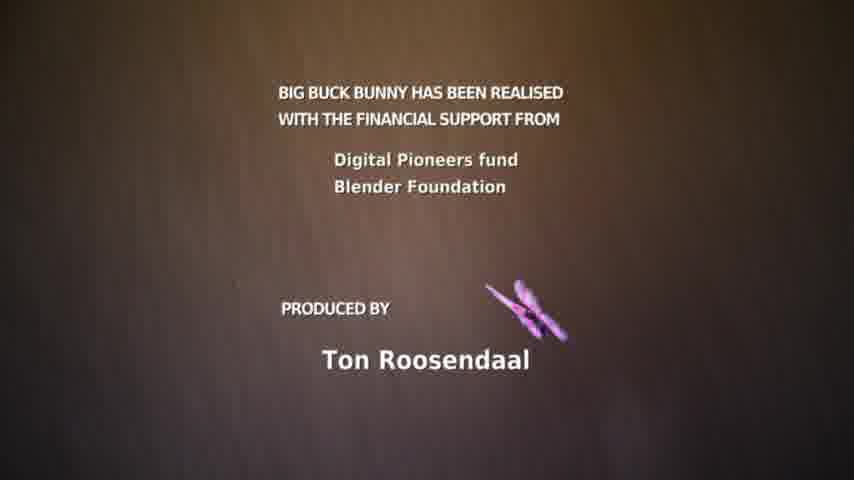 BIG BUCK BUNNY HAS BEEN REALISED
WITH THE FINANCIAL SUPPORT FROM
Digital Pioneers fund
Blender Foundation
PRODUCED BY
Ton Roosendaal